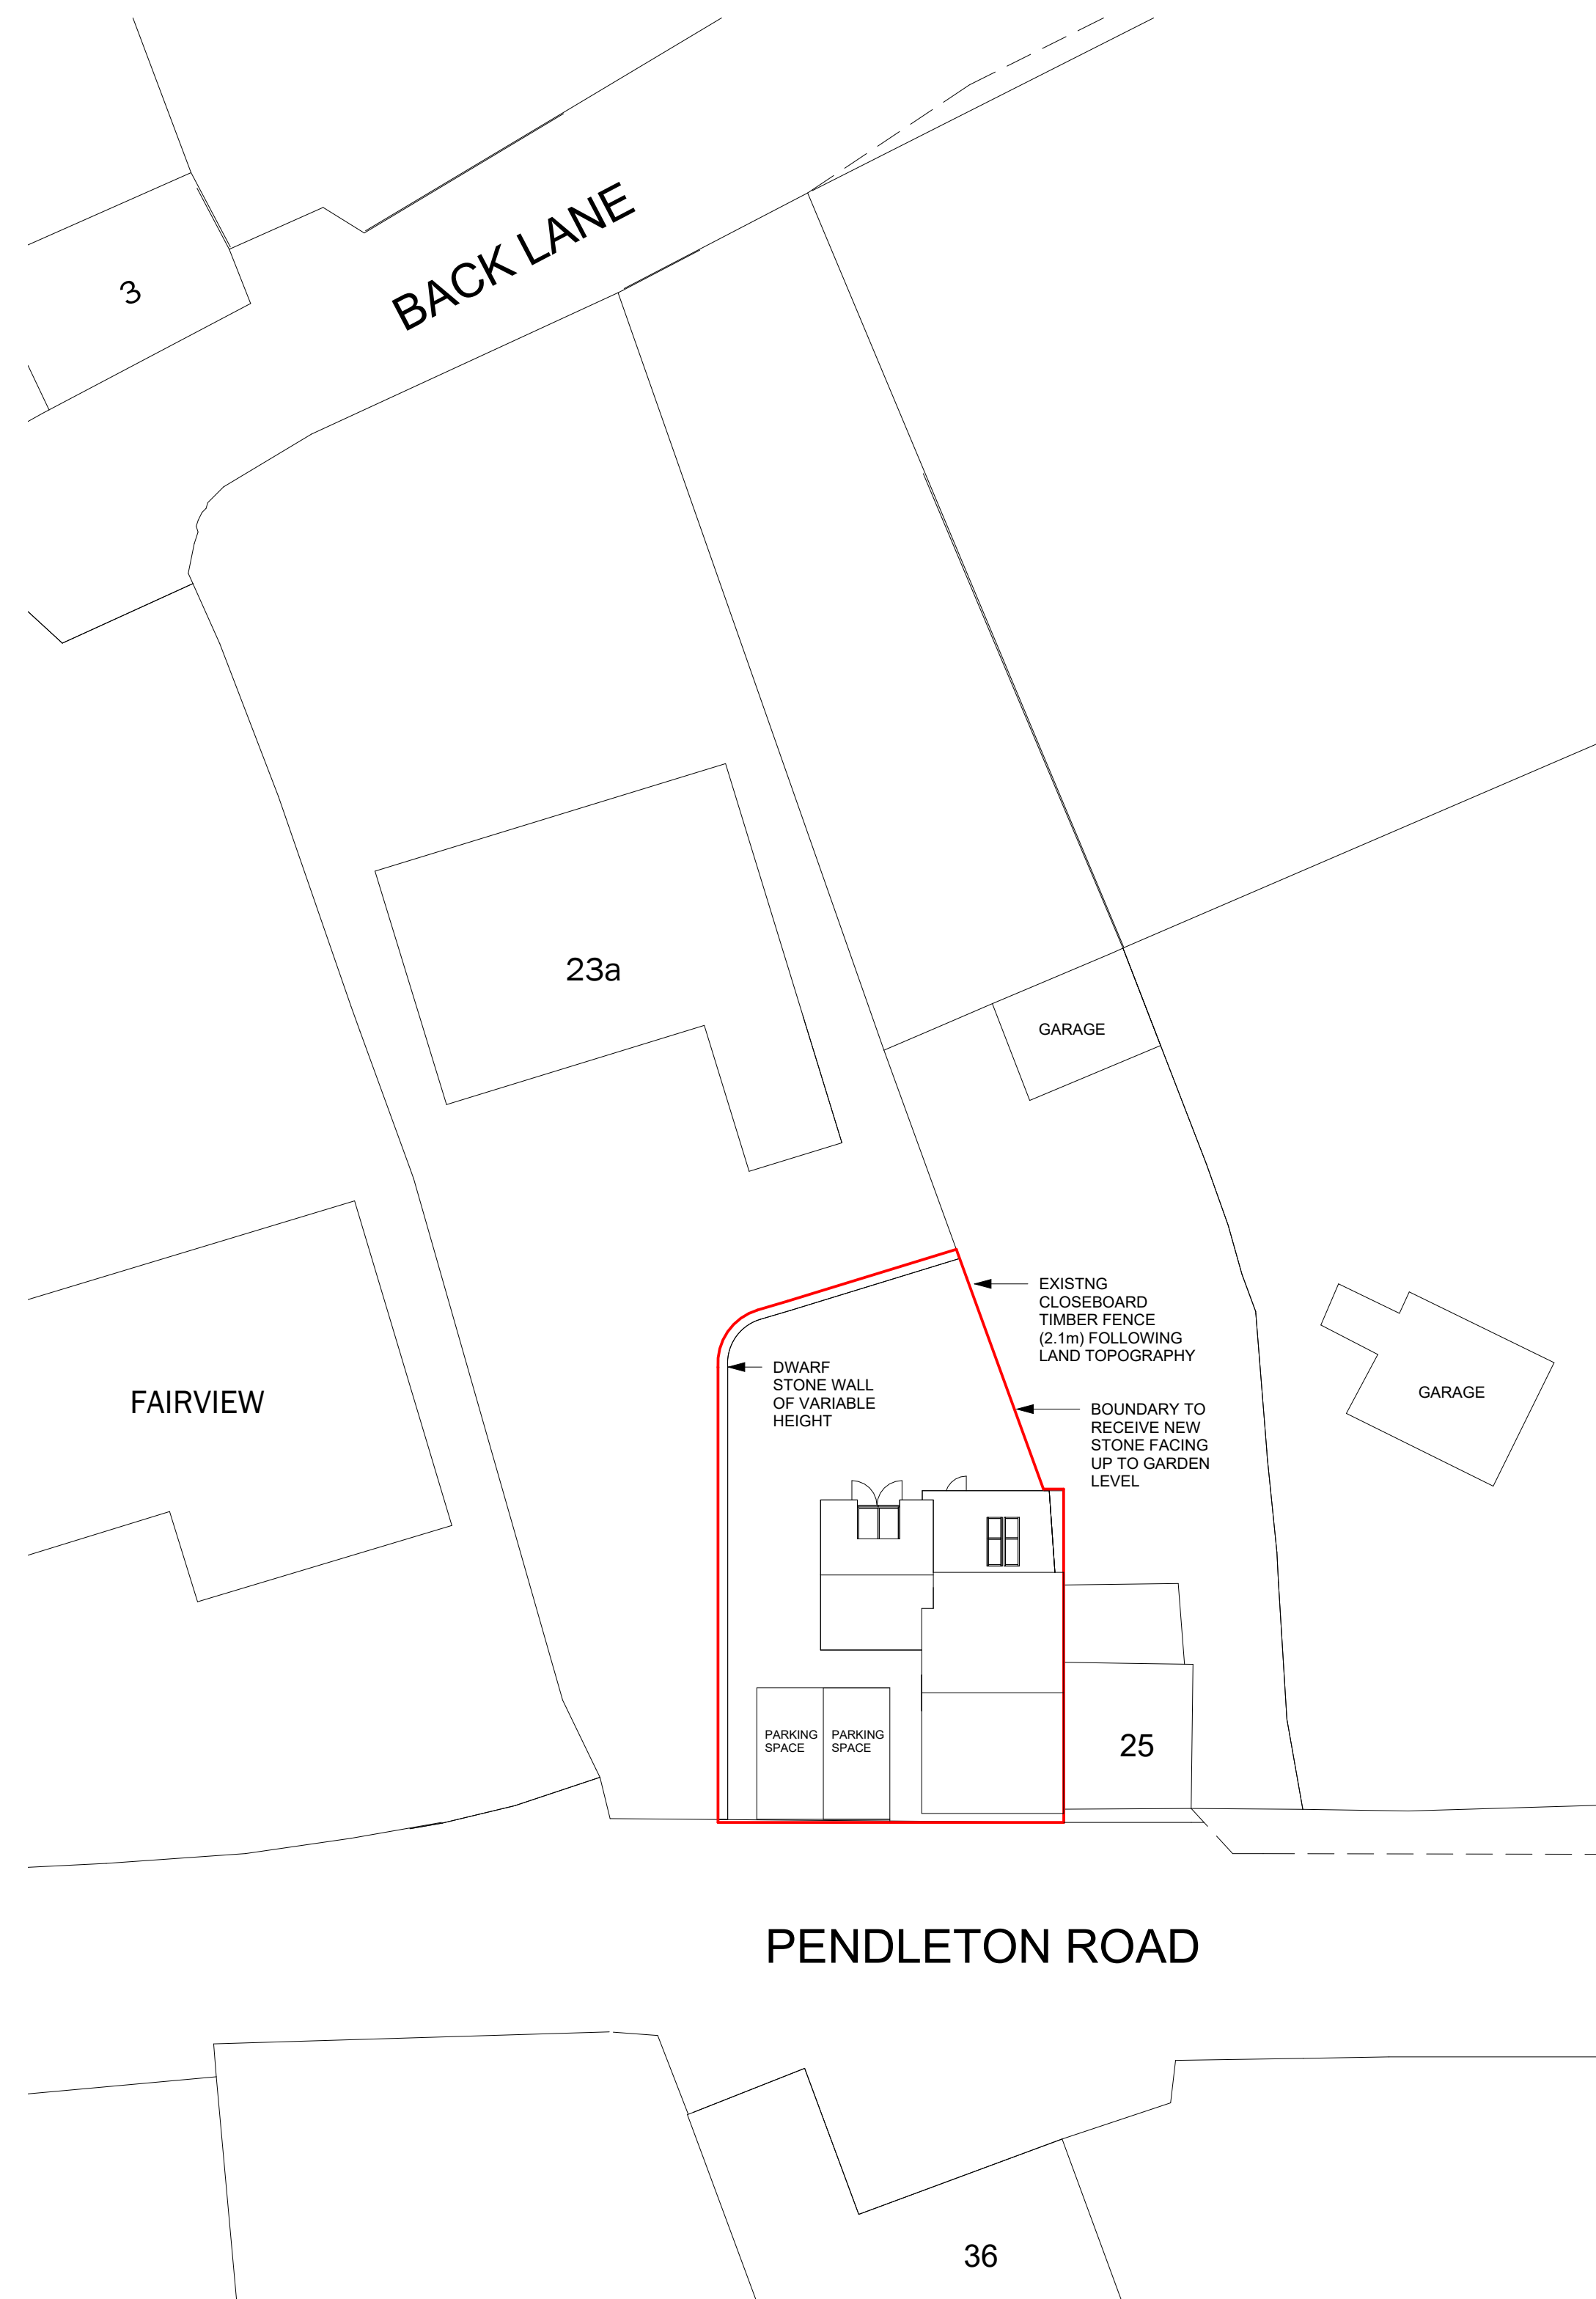 BACK LANE
3
23a
GARAGE
EXISTNG
CLOSEBOARD
TIMBER FENCE
(2.1m) FOLLOWING
LAND TOPOGRAPHY
DWARF
STONE WALL
OF VARIABLE
HEIGHT
FAIRVIEW
GARAGE
BOUNDARY TO
RECEIVE NEW
STONE FACING
UP TO GARDEN
LEVEL
PARKING
SPACE
PARKING
SPACE
25
PENDLETON ROAD
36